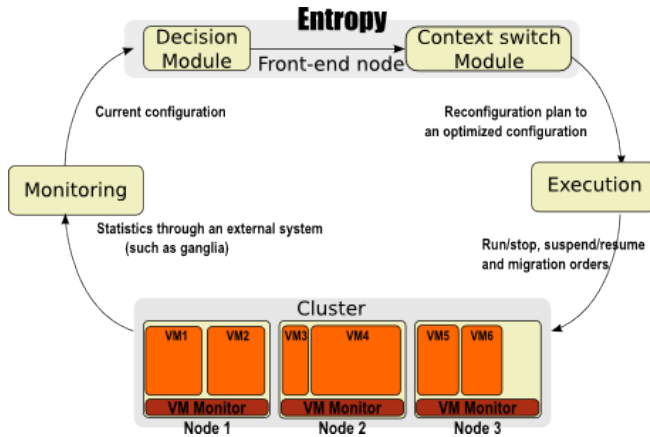 Entropy
Decision
Module
Context switch
Module
Front-end node
Current configuration
Reconfiguration plan to
an optimized configuration
Monitoring
Execution
Statistics through an external system
(such as ganglia)
Run/stop, suspend/resume
and migration orders
Cluster
VM1 VM2 VM3 VM4 VM5 VM6
VM Monitor VM Monitor VM Monitor
Node 1 Node 2 Node 3